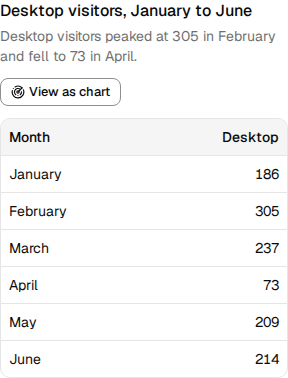 Desktop visitors, January to June
Desktop visitors peaked at 305 in February
and fell to 73 in April.
View as chart
Month Desktop
January 186
February 305
March 237
April 73
May 209
June 214